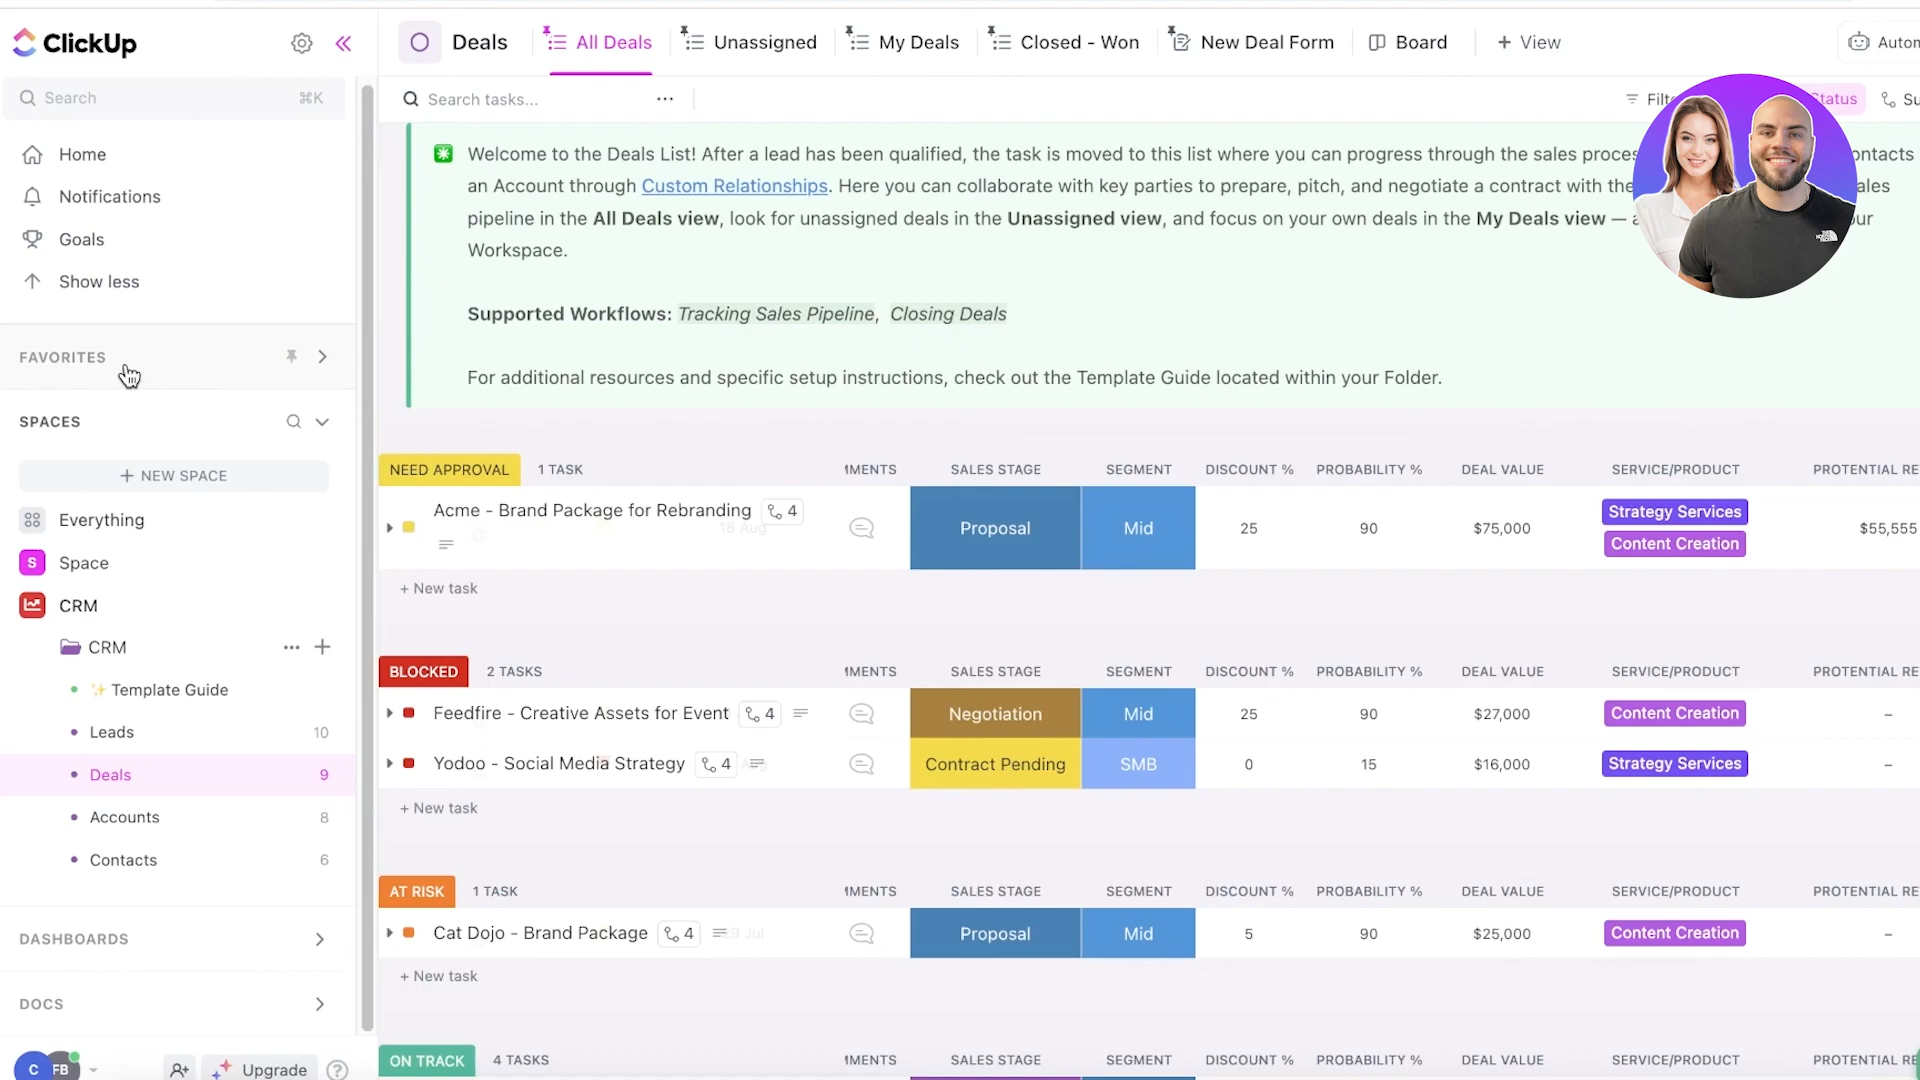 ClickUp
Deals
All Deals
Unassigned
My Deals
Closed - Won
New Deal Form
Board
+ View
Search
⌘K
Search tasks...
Home
Notifications
Goals
Show less
FAVORITES
SPACES
+ NEW SPACE
Everything
S Space
CRM
CRM
Template Guide
Leads 10
Deals 9
Accounts 8
Contacts 6
DASHBOARDS
DOCS
C FB
Upgrade
?
Status
Welcome to the Deals List! After a lead has been qualified, the task is moved to this list where you can progress through the sales
an Account through Custom Relationships. Here you can collaborate with key parties to prepare, pitch, and negotiate a contract with the
pipeline in the All Deals view, look for unassigned deals in the Unassigned view, and focus on your own deals in the My Deals view —
Workspace.
Supported Workflows: Tracking Sales Pipeline, Closing Deals
For additional resources and specific setup instructions, check out the Template Guide located within your Folder.
NEED APPROVAL 1 TASK SALES STAGE SEGMENT DISCOUNT % PROBABILITY % DEAL VALUE SERVICE/PRODUCT PROTENTIAL RE
Acme - Brand Package for Rebranding 4 18 Aug Proposal Mid 25 90 $75,000 Strategy Services $55,555
Content Creation
+ New task
BLOCKED 2 TASKS SALES STAGE SEGMENT DISCOUNT % PROBABILITY % DEAL VALUE SERVICE/PRODUCT PROTENTIAL RE
Feedfire - Creative Assets for Event 4 Negotiation Mid 25 90 $27,000 Content Creation –
Yodoo - Social Media Strategy 4 Contract Pending SMB 0 15 $16,000 Strategy Services –
+ New task
AT RISK 1 TASK SALES STAGE SEGMENT DISCOUNT % PROBABILITY % DEAL VALUE SERVICE/PRODUCT PROTENTIAL RE
Cat Dojo - Brand Package 4 Jul Proposal Mid 5 90 $25,000 Content Creation –
+ New task
ON TRACK 4 TASKS SALES STAGE SEGMENT DISCOUNT % PROBABILITY % DEAL VALUE SERVICE/PRODUCT PROTENTIAL RE